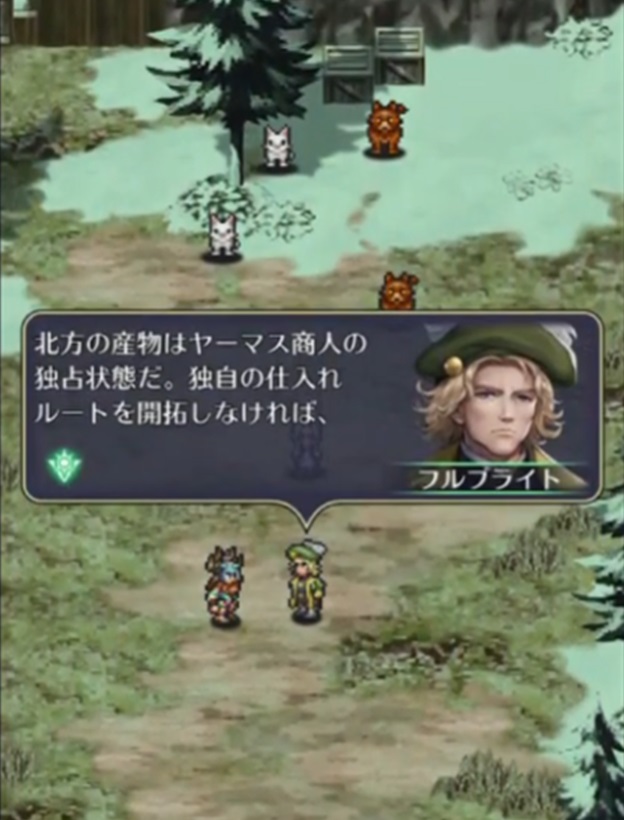 北方の産物はヤーマス商人の
独占状態だ。独自の仕入れ
ルートを開拓しなければ、
フルブライト